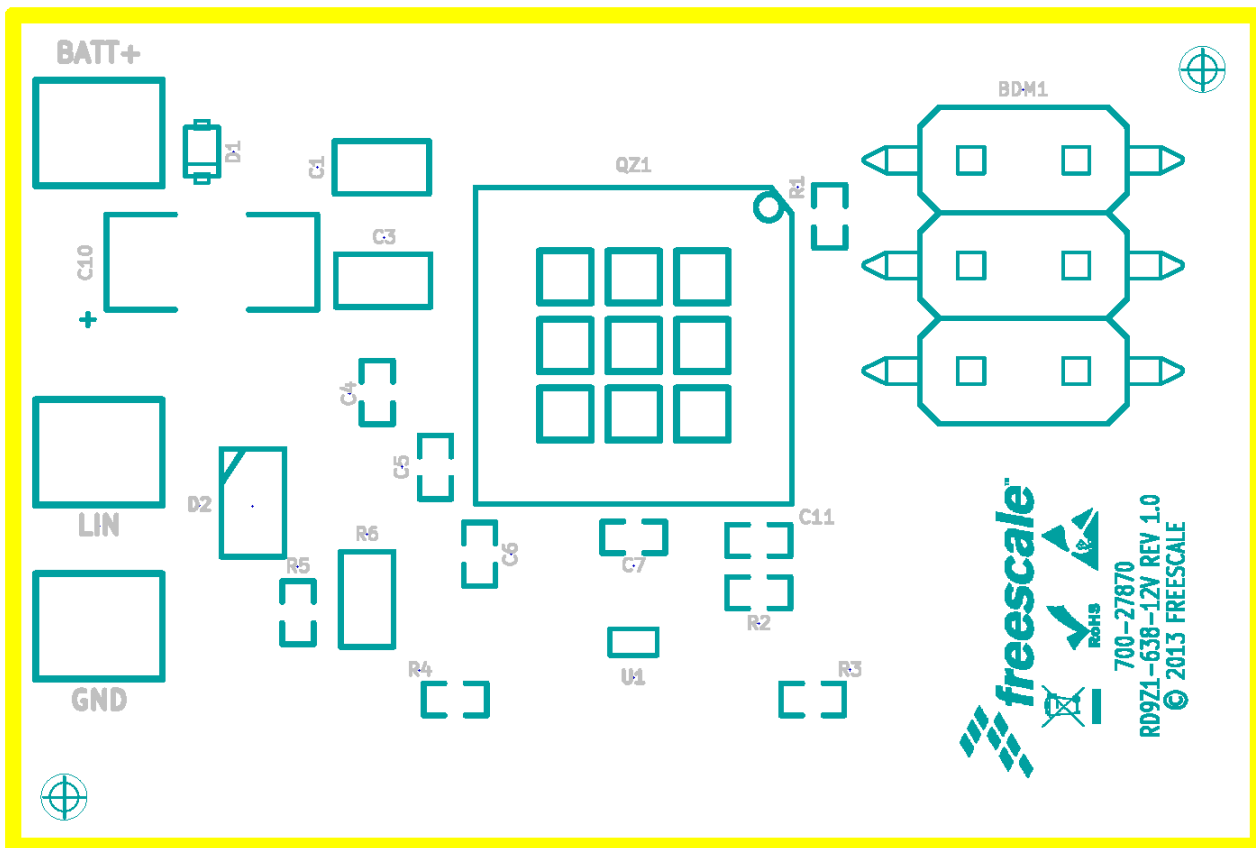 BATT+
BDM1
D1
C1
QZ1
R1
C10
C3
+
C4
C5
D2
LIN
R6
C6
C7
C11
R5
R2
R4
U1
R3
GND
freescale™
RoHS
700-27870
RD9Z1-638-12V REV 1.0
© 2013 FREESCALE